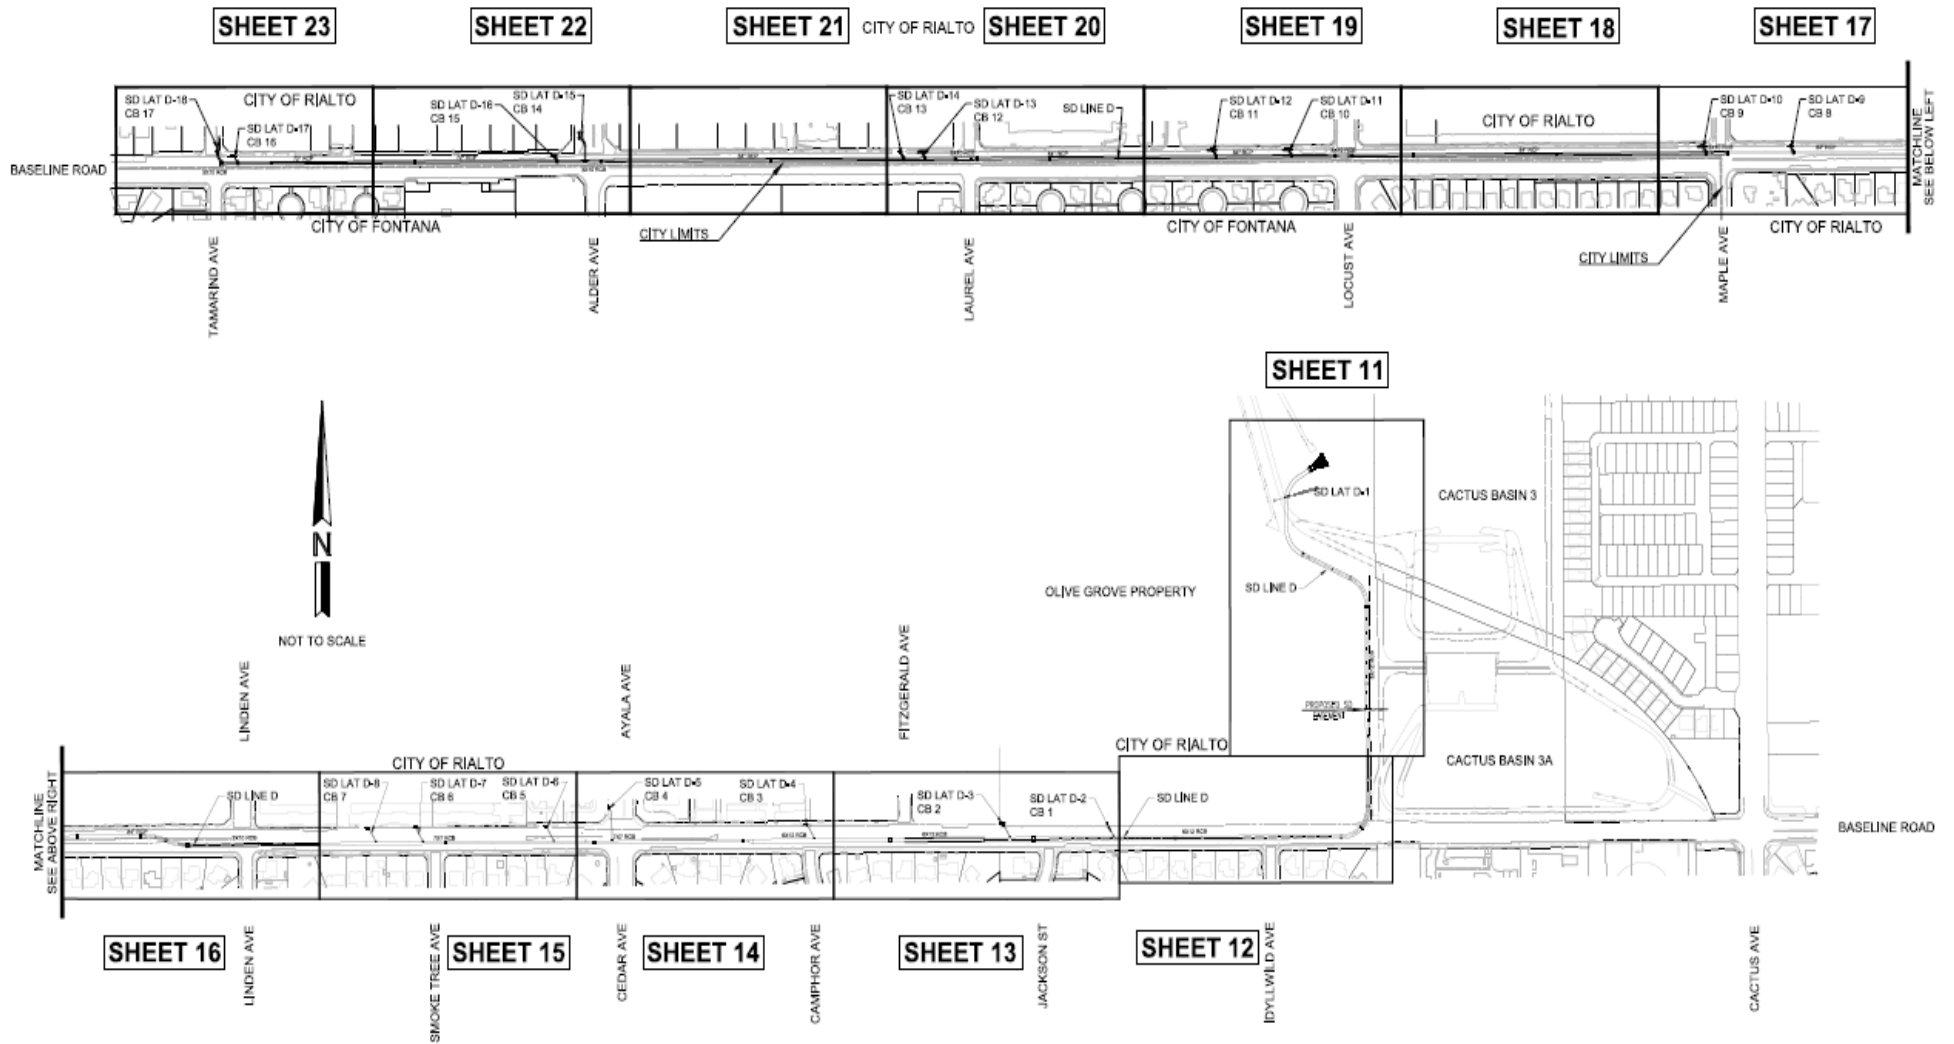 SHEET 23
SHEET 22
SHEET 21
CITY OF RIALTO
SHEET 20
SHEET 19
SHEET 18
SHEET 17
SD LAT D-18
CB 17
CITY OF RIALTO
SD LAT D-17
CB 16
SD LAT D-16
CB 15
SD LAT D-15
CB 14
SD LAT D-14
CB 13
SD LAT D-13
CB 12
SD LINE D
SD LAT D-12
CB 11
SD LAT D-11
CB 10
CITY OF RIALTO
SD LAT D-10
CB 9
SD LAT D-9
CB 8
MATCHLINE
SEE BELOW LEFT
BASELINE ROAD
CITY OF FONTANA
CITY LIMITS
CITY OF FONTANA
CITY LIMITS
CITY OF RIALTO
TAMARIND AVE
ALDER AVE
LAUREL AVE
LOCUST AVE
MAPLE AVE
SHEET 11
SD LAT D-1
CACTUS BASIN 3
N
NOT TO SCALE
OLIVE GROVE PROPERTY
SD LINE D
PROPOSED SD
EASEMENT
LINDEN AVE
AYALA AVE
FITZGERALD AVE
CITY OF RIALTO
CITY OF RIALTO
CACTUS BASIN 3A
MATCHLINE
SEE ABOVE RIGHT
SD LINE D
SD LAT D-8
CB 7
SD LAT D-7
CB 6
SD LAT D-6
CB 5
SD LAT D-5
CB 4
SD LAT D-4
CB 3
SD LAT D-3
CB 2
SD LAT D-2
CB 1
SD LINE D
BASELINE ROAD
SHEET 16
LINDEN AVE
SMOKE TREE AVE
SHEET 15
CEDAR AVE
SHEET 14
CAMPHOR AVE
SHEET 13
JACKSON ST
SHEET 12
IDYLLWILD AVE
CACTUS AVE